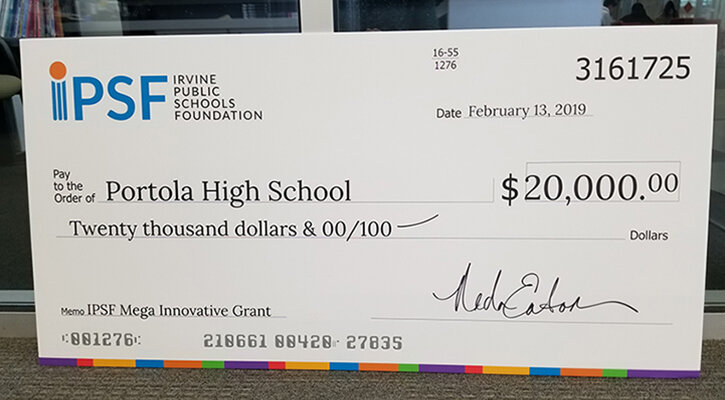 iPSF IRVINE
PUBLIC
SCHOOLS
FOUNDATION
16-55
1276
3161725
Date February 13, 2019
Pay
to the
Order of Portola High School $20,000.00
Twenty thousand dollars & 00/100 Dollars
Memo IPSF Mega Innovative Grant
Neda Eaton
⑆001276⑆ 210661 00420⑈ 27835